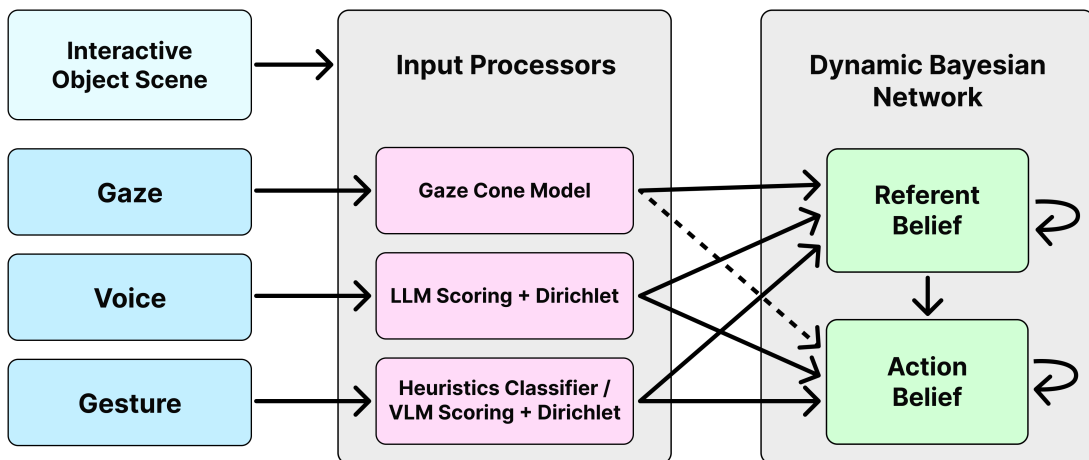 Interactive
Object Scene
Input Processors
Dynamic Bayesian
Network
Gaze
Gaze Cone Model
Referent
Belief
Voice
LLM Scoring + Dirichlet
Gesture
Heuristics Classifier /
VLM Scoring + Dirichlet
Action
Belief